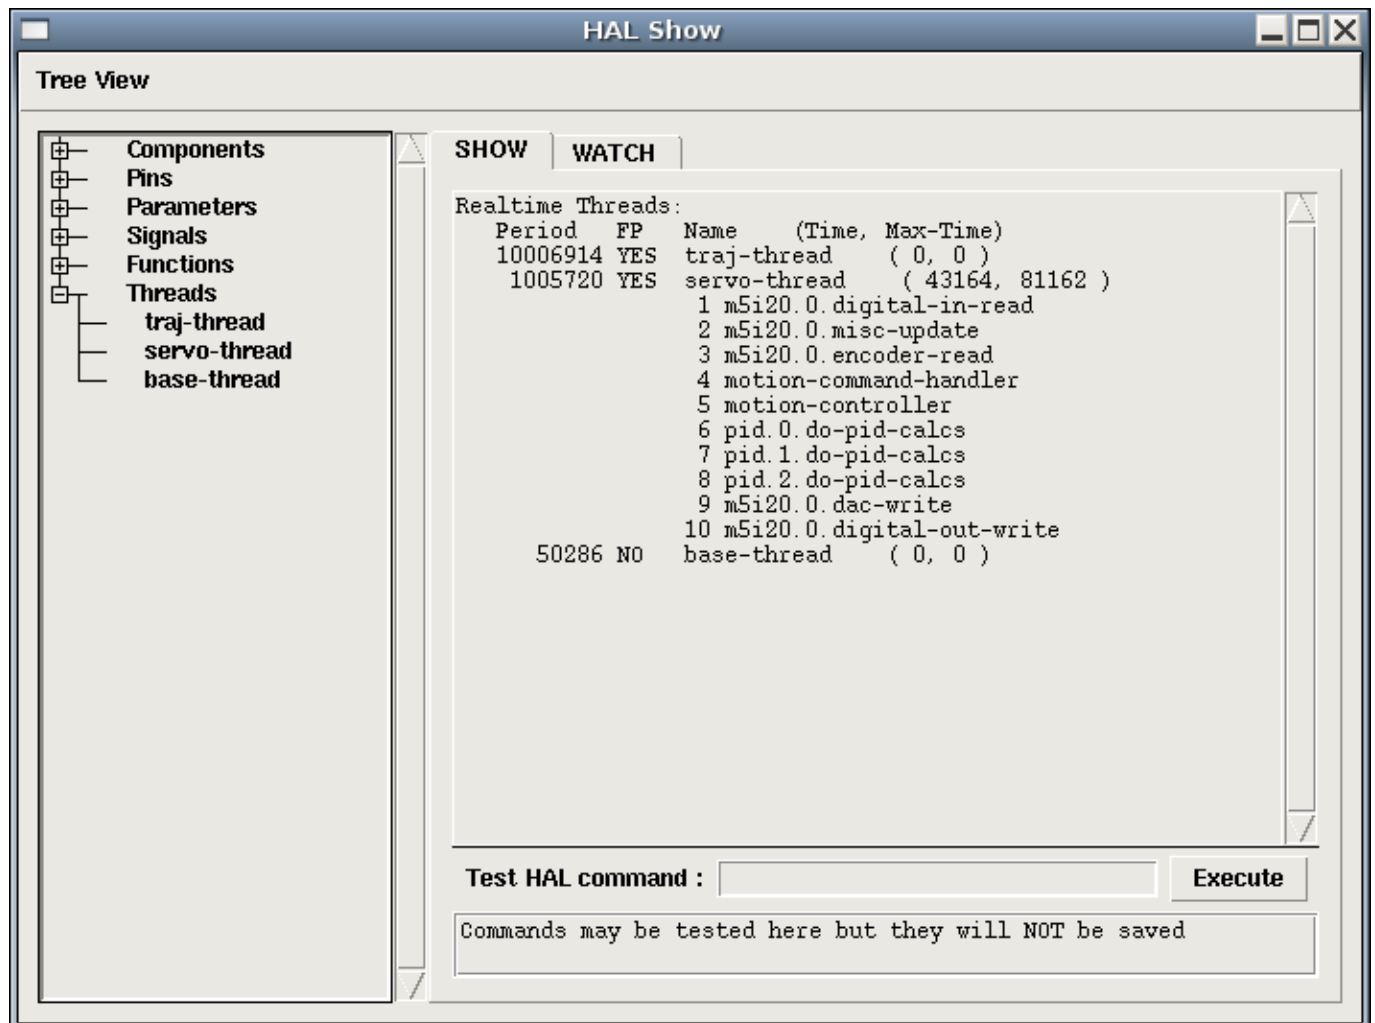 HAL Show
Tree View
Components
Pins
Parameters
Signals
Functions
Threads
traj-thread
servo-thread
base-thread
SHOW WATCH
Realtime Threads:
Period FP Name (Time, Max-Time)
10006914 YES traj-thread ( 0, 0 )
1005720 YES servo-thread ( 43164, 81162 )
1 m5i20.0.digital-in-read
2 m5i20.0.misc-update
3 m5i20.0.encoder-read
4 motion-command-handler
5 motion-controller
6 pid.0.do-pid-calcs
7 pid.1.do-pid-calcs
8 pid.2.do-pid-calcs
9 m5i20.0.dac-write
10 m5i20.0.digital-out-write
50286 NO base-thread ( 0, 0 )
Test HAL command : Execute
Commands may be tested here but they will NOT be saved